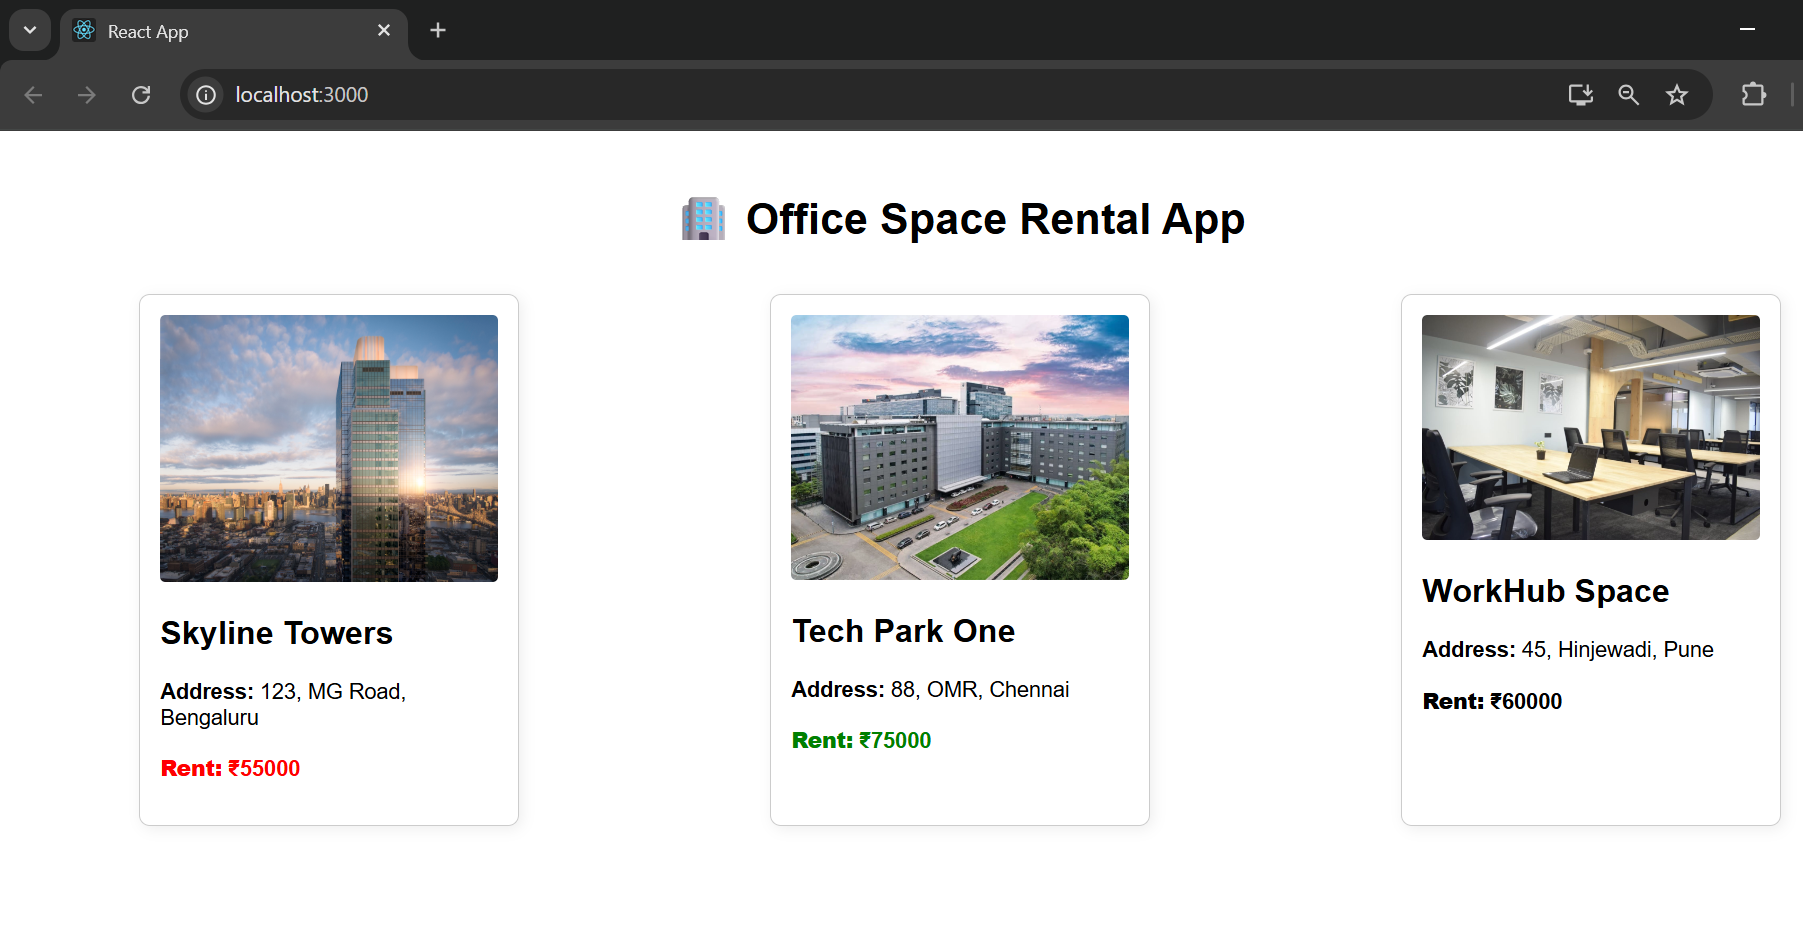 React App
localhost:3000
🏢 Office Space Rental App
Skyline Towers
Address: 123, MG Road,
Bengaluru
Rent: ₹55000
Tech Park One
Address: 88, OMR, Chennai
Rent: ₹75000
WorkHub Space
Address: 45, Hinjewadi, Pune
Rent: ₹60000